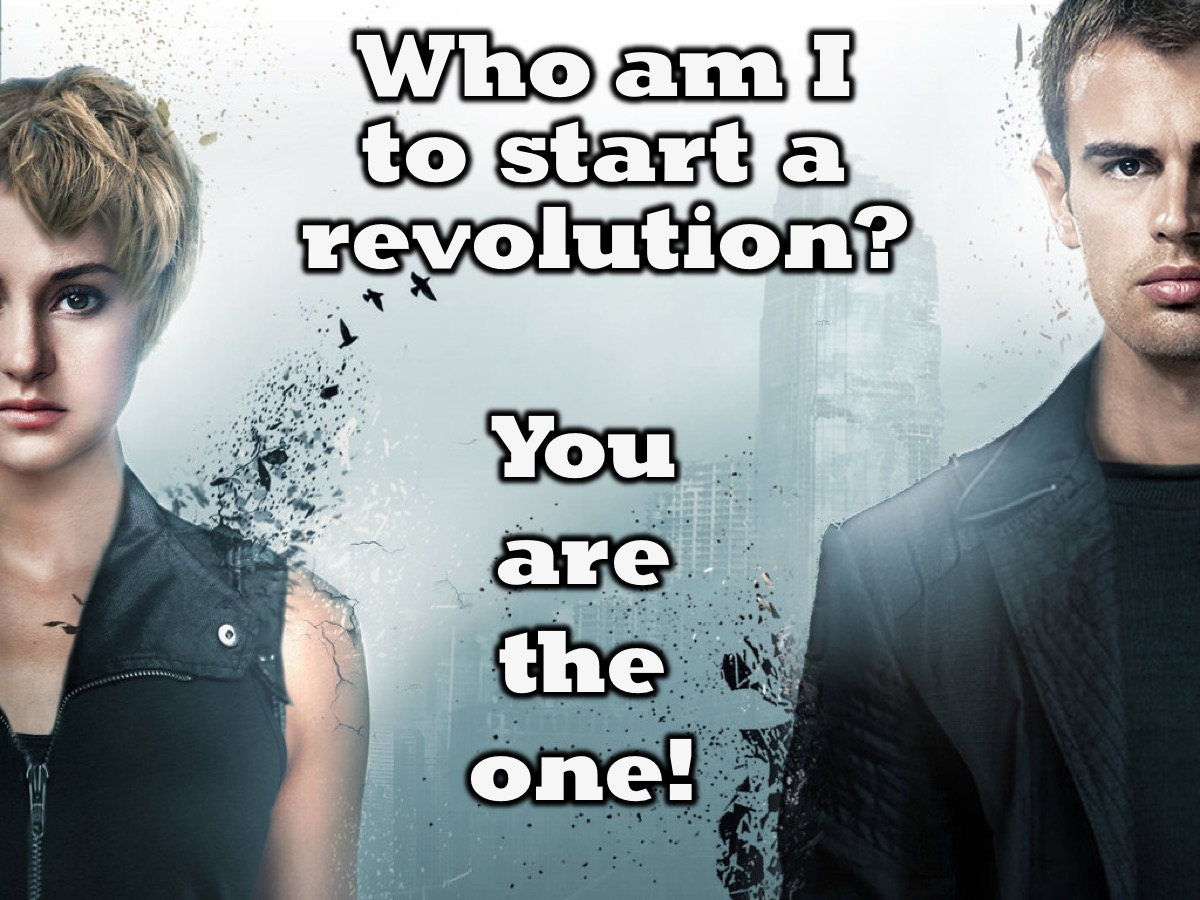 Who am I
to start a
revolution?
You
are
the
one!